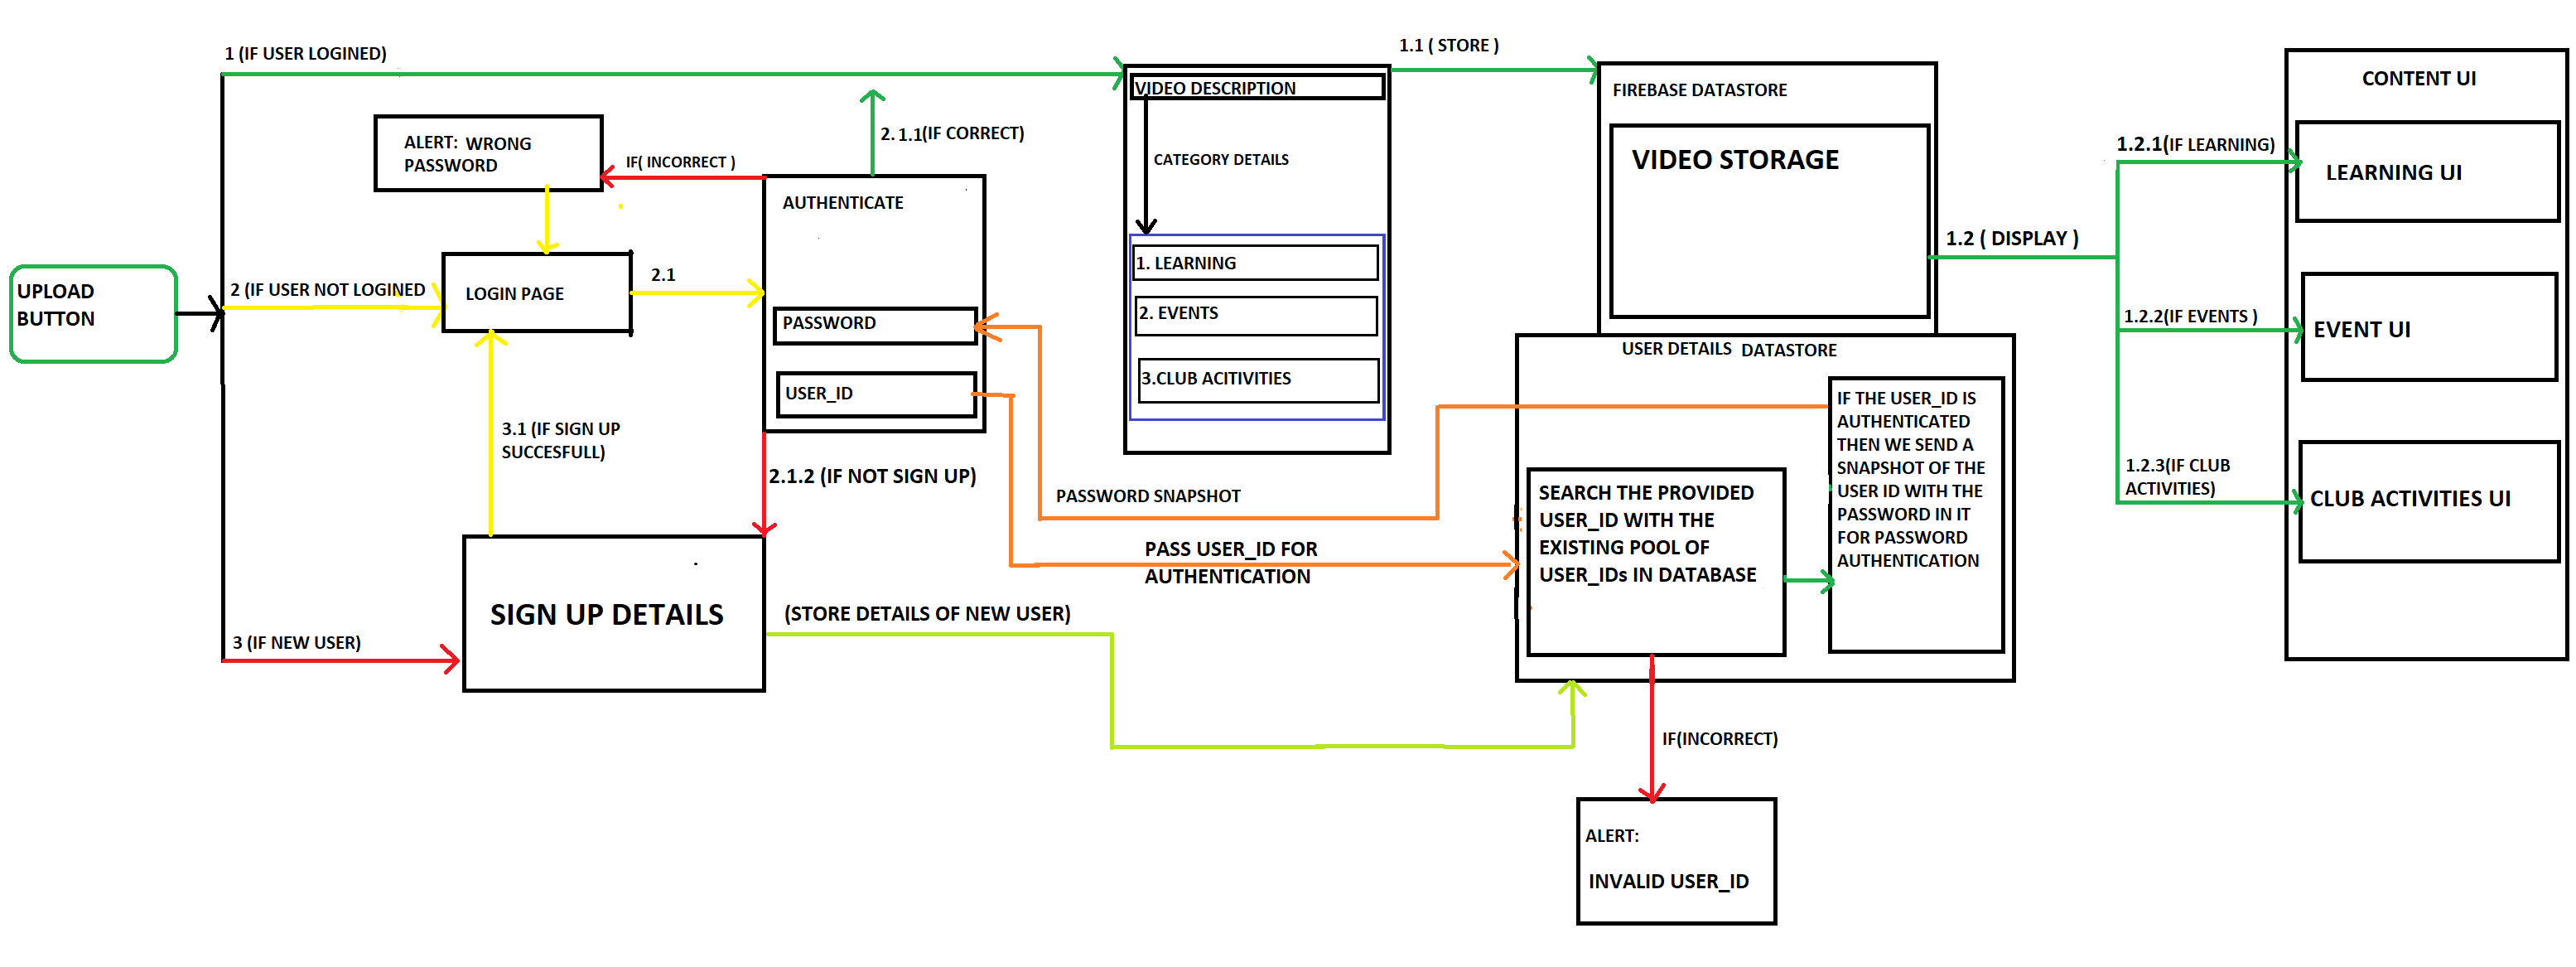 UPLOAD
BUTTON
1 (IF USER LOGINED)
2 (IF USER NOT LOGINED
3 (IF NEW USER)
ALERT: WRONG
PASSWORD
IF( INCORRECT )
LOGIN PAGE
2.1
2. 1.1(IF CORRECT)
AUTHENTICATE
PASSWORD
USER_ID
3.1 (IF SIGN UP
SUCCESFULL)
2.1.2 (IF NOT SIGN UP)
SIGN UP DETAILS
(STORE DETAILS OF NEW USER)
PASSWORD SNAPSHOT
PASS USER_ID FOR
AUTHENTICATION
VIDEO DESCRIPTION
CATEGORY DETAILS
1. LEARNING
2. EVENTS
3.CLUB ACITIVITIES
1.1 ( STORE )
FIREBASE DATASTORE
VIDEO STORAGE
USER DETAILS DATASTORE
SEARCH THE PROVIDED
USER_ID WITH THE
EXISTING POOL OF
USER_IDs IN DATABASE
IF THE USER_ID IS
AUTHENTICATED
THEN WE SEND A
SNAPSHOT OF THE
USER ID WITH THE
PASSWORD IN IT
FOR PASSWORD
AUTHENTICATION
IF(INCORRECT)
ALERT:
INVALID USER_ID
1.2 ( DISPLAY )
1.2.1(IF LEARNING)
1.2.2(IF EVENTS )
1.2.3(IF CLUB
ACTIVITIES)
CONTENT UI
LEARNING UI
EVENT UI
CLUB ACTIVITIES UI